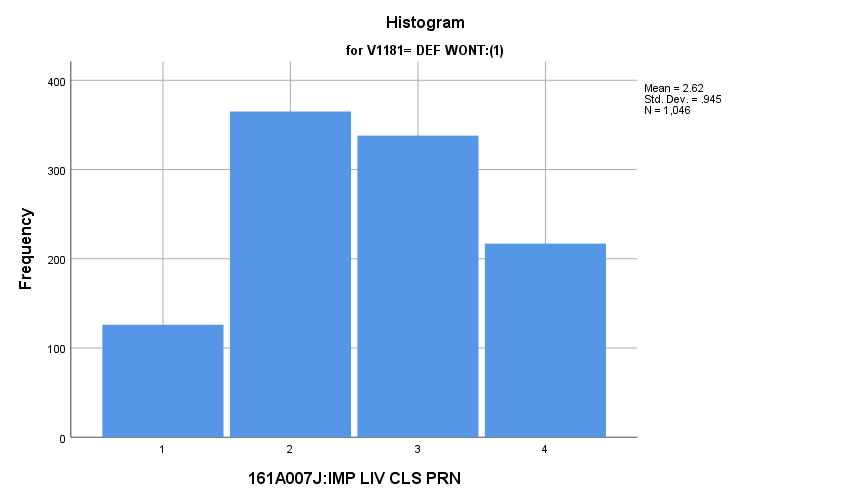 Histogram
for V1181= DEF WONT:(1)
Mean = 2.62
Std. Dev. = .945
N = 1,046
Frequency
400
300
200
100
0
1 2 3 4
161A007J:IMP LIV CLS PRN